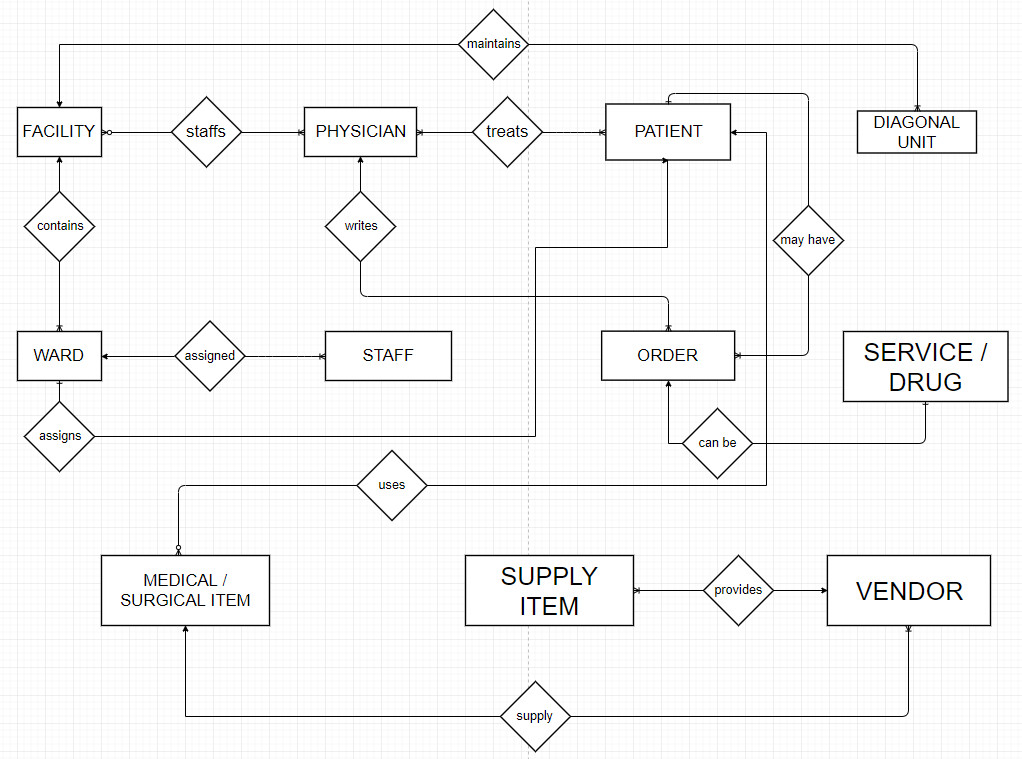 maintains
FACILITY
staffs
PHYSICIAN
treats
PATIENT
DIAGONAL
UNIT
contains
writes
may have
WARD
assigned
STAFF
ORDER
SERVICE /
DRUG
assigns
can be
uses
MEDICAL /
SURGICAL ITEM
SUPPLY
ITEM
provides
VENDOR
supply